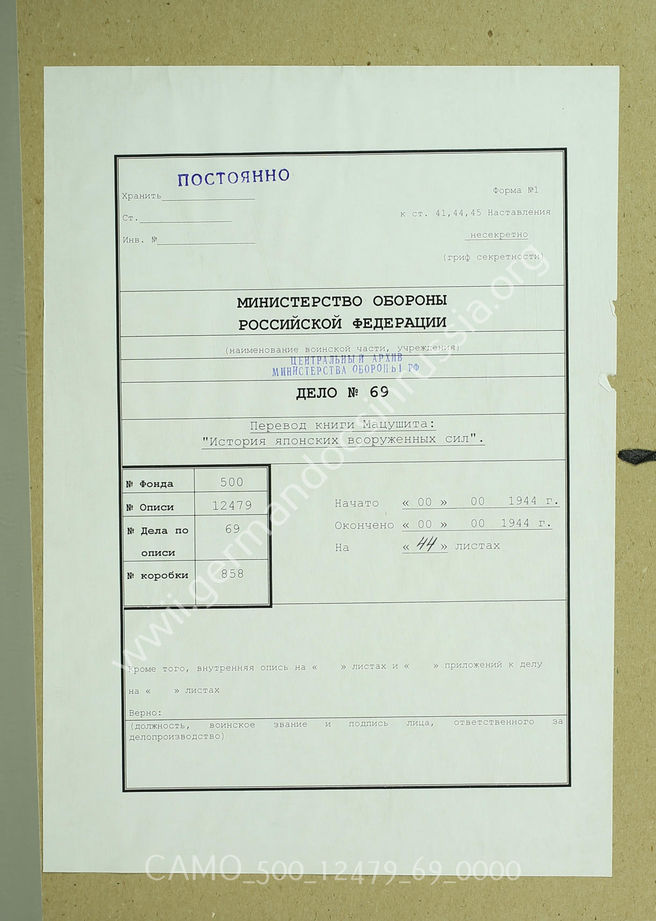 ПОСТОЯННО
Хранить
Форма №1
Ст.
к ст. 41,44,45 Наставления
Инв. №
несекретно
(гриф секретности)
МИНИСТЕРСТВО ОБОРОНЫ
РОССИЙСКОЙ ФЕДЕРАЦИИ
(наименование воинской части, учреждения)
ЦЕНТРАЛЬНЫЙ АРХИВ
МИНИСТЕРСТВА ОБОРОНЫ РФ
ДЕЛО № 69
Перевод книги Мацушита:
"История японских вооруженных сил".
№ Фонда 500
№ Описи 12479
№ Дела по описи 69
№ коробки 858
Начато « 00 » 00 1944 г.
Окончено « 00 » 00 1944 г.
На « 44 » листах
Кроме того, внутренняя опись на « » листах и « » приложений к делу
на « » листах
Верно:
(должность, воинское звание и подпись лица, ответственного за
делопроизводство)
www.germandocsinrussia.org
CAMO_500_12479_69_0000